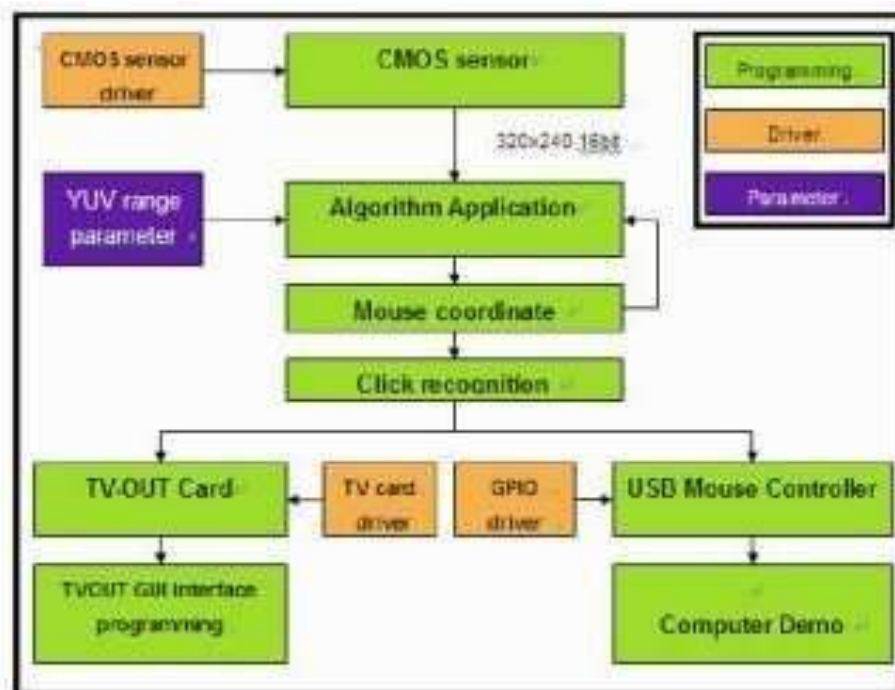 CMOS sensor
driver
CMOS sensor
Programming
Driver
Parameter
320x240 16bit
YUV range
parameter
Algorithm Application
Mouse coordinate
Click recognition
TV-OUT Card
TV card
driver
GPIO
driver
USB Mouse Controller
TVOUT GUI Interface
programming
Computer Demo